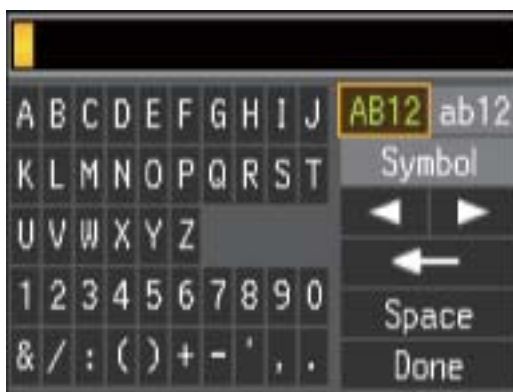 A B C D E F G H I J AB12 ab12
K L M N O P Q R S T Symbol
U V W X Y Z
1 2 3 4 5 6 7 8 9 0 Space
& / : ( ) + - ' , . Done